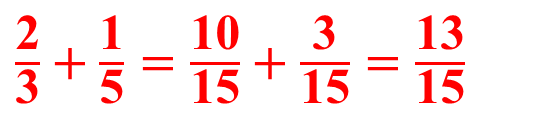 2/3 + 1/5 = 10/15 + 3/15 = 13/15